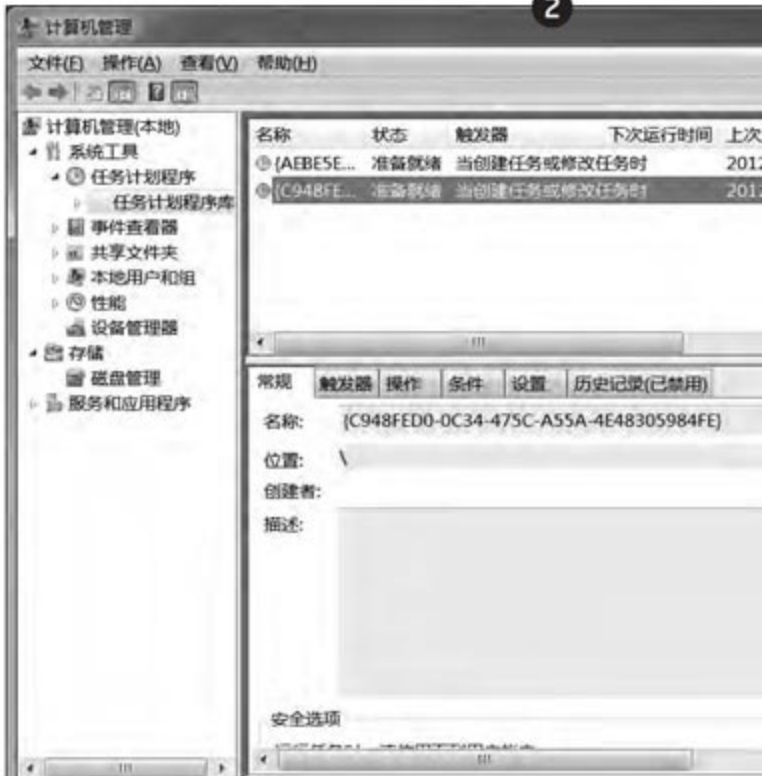 2
计算机管理
文件(F) 操作(A) 查看(V) 帮助(H)
计算机管理(本地)
系统工具
任务计划程序
任务计划程序库
事件查看器
共享文件夹
本地用户和组
性能
设备管理器
存储
磁盘管理
服务和应用程序
名称 状态 触发器 下次运行时间 上次
{AEBE5E... 准备就绪 当创建任务或修改任务时 2012
{C948FE... 准备就绪 当创建任务或修改任务时 2012
常规 触发器 操作 条件 设置 历史记录(已禁用)
名称: {C948FED0-0C34-475C-A55A-4E48305984FE}
位置: \
创建者:
描述:
安全选项